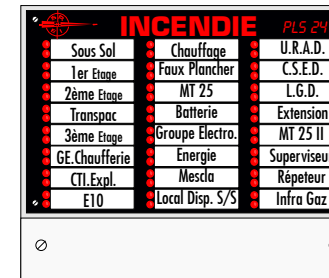 INCENDIE PLS 24
Sous Sol Chauffage U.R.A.D.
1er Etage Faux Plancher C.S.E.D.
2ème Etage MT 25 L.G.D.
Transpac Batterie Extension
3ème Etage Groupe Electro. MT 25 II
GE.Chaufferie Energie Superviseu
CTI.Expl. Mescla Répeteur
E10 Local Disp. S/S Infra Gaz